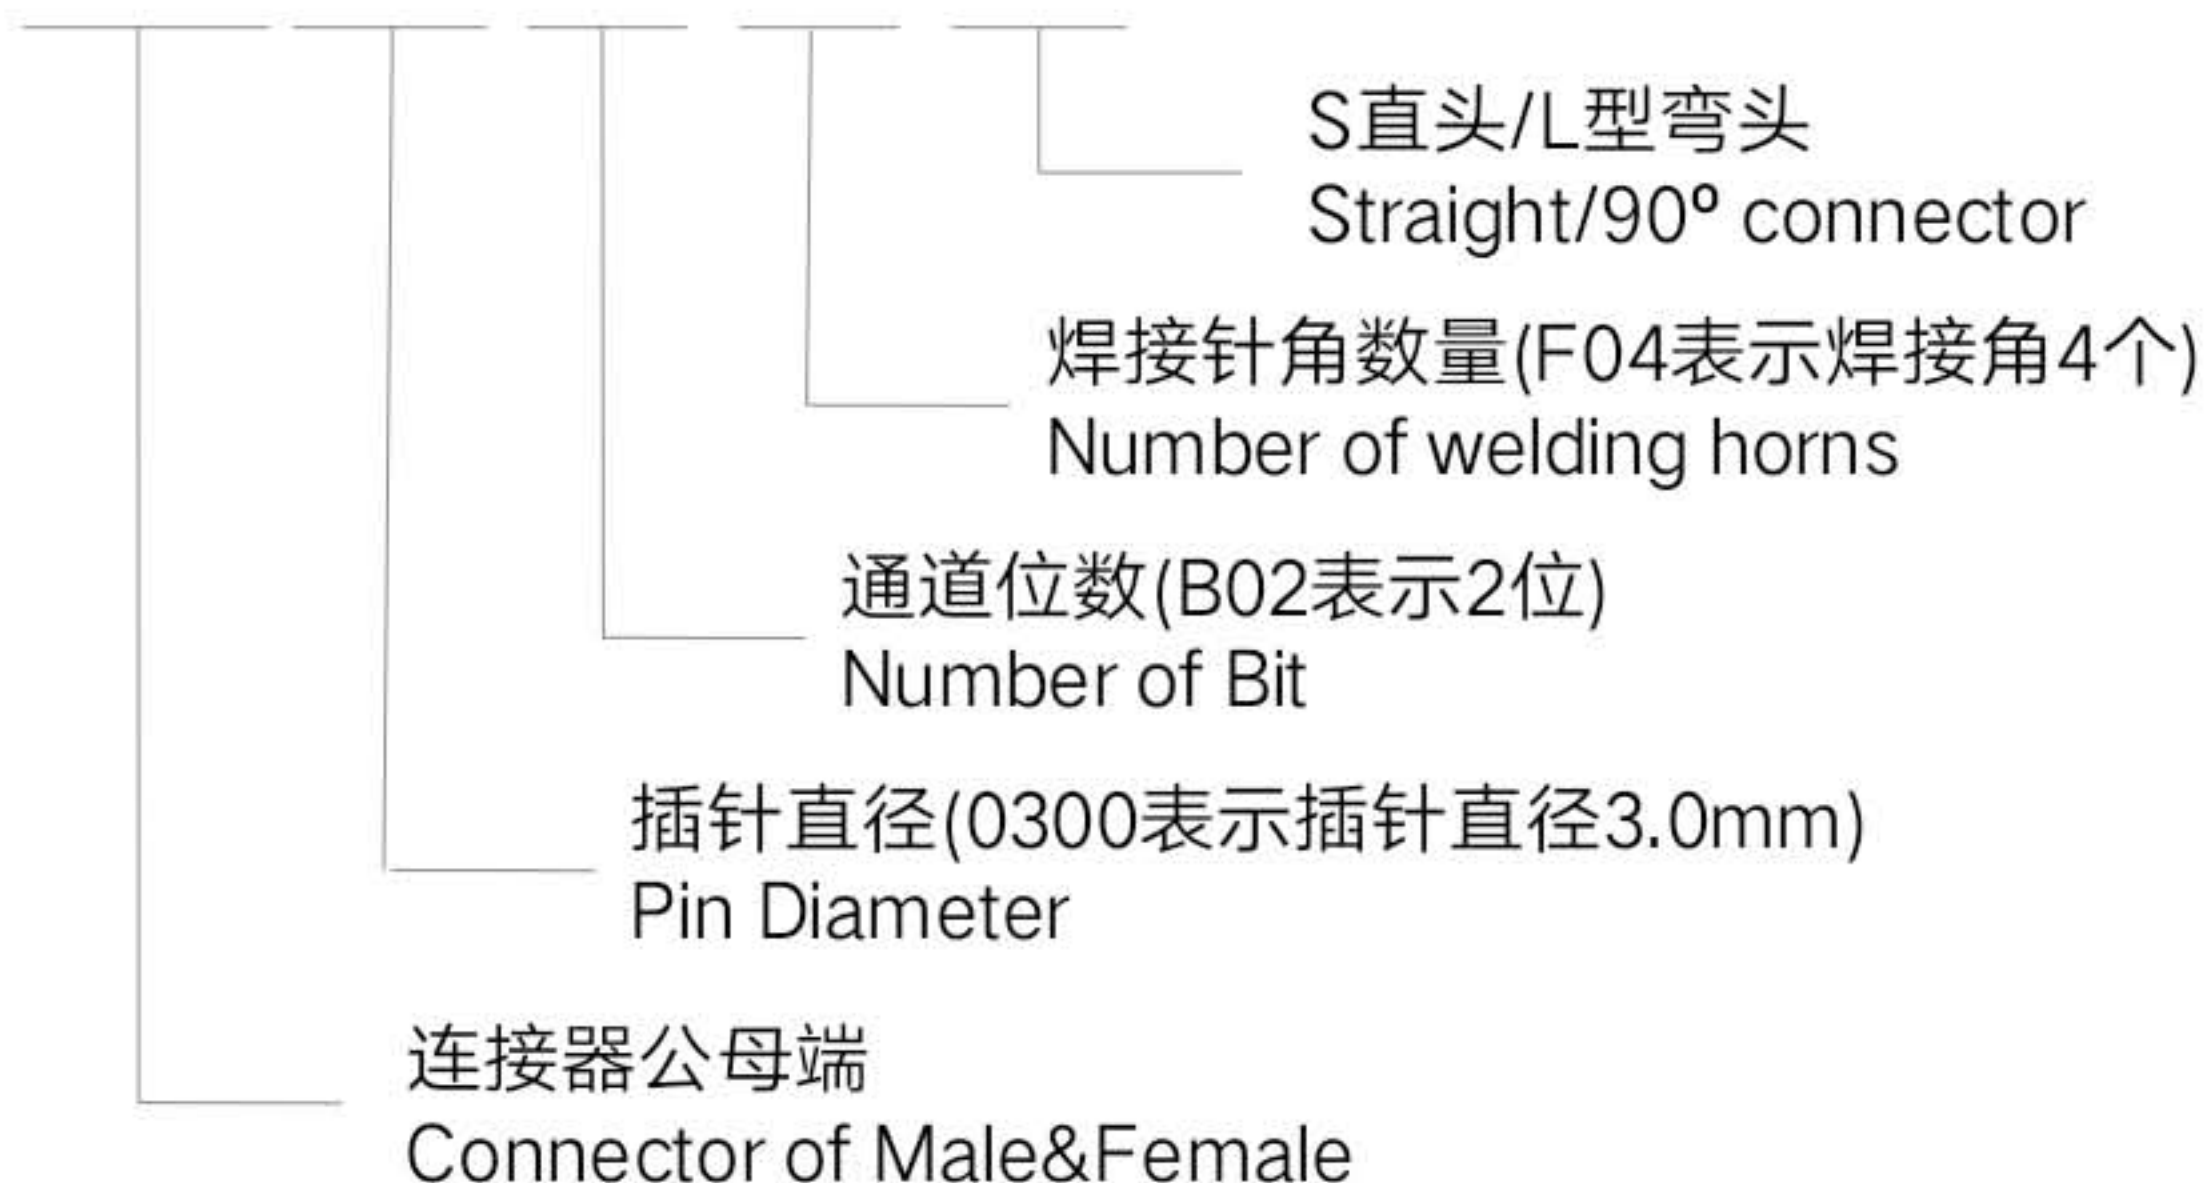 S直头/L型弯头
Straight/90º connector
焊接针角数量(F04表示焊接角4个)
Number of welding horns
通道位数(B02表示2位)
Number of Bit
插针直径(0300表示插针直径3.0mm)
Pin Diameter
连接器公母端
Connector of Male&Female